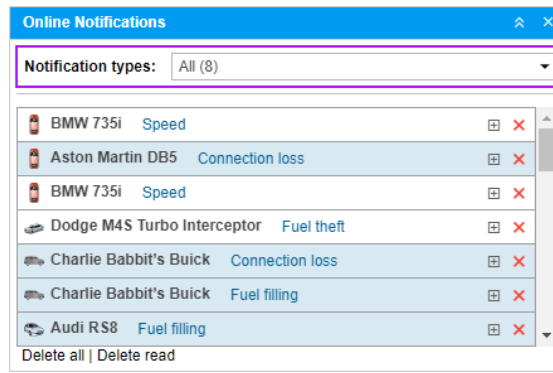 Online Notifications
Notification types: All (8)
BMW 735i Speed
Aston Martin DB5 Connection loss
BMW 735i Speed
Dodge M4S Turbo Interceptor Fuel theft
Charlie Babbit's Buick Connection loss
Charlie Babbit's Buick Fuel filling
Audi RS8 Fuel filling
Delete all | Delete read